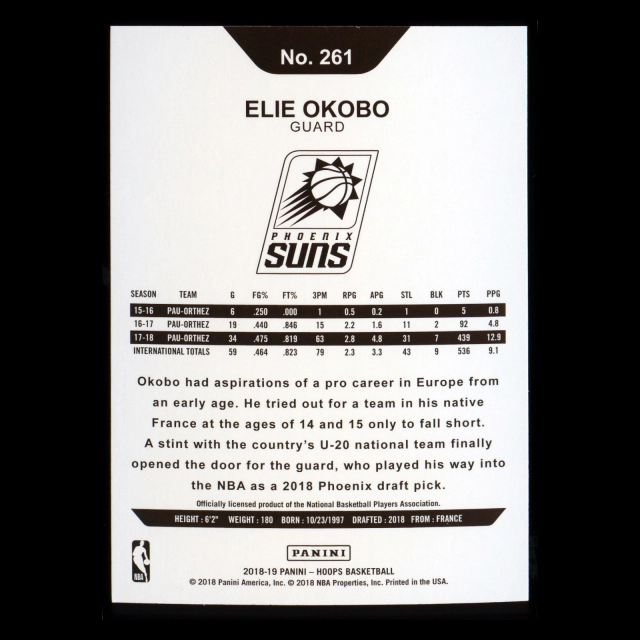 No. 261
ELIE OKOBO
GUARD
PHOENIX
SUNS
SEASON TEAM G FG% FT% 3PM RPG APG STL BLK PTS PPG
15-16 PAU-ORTHEZ 6 .250 .000 1 0.5 0.2 1 0 5 0.8
16-17 PAU-ORTHEZ 19 .440 .846 15 2.2 1.6 11 2 92 4.8
17-18 PAU-ORTHEZ 34 .475 .819 63 2.8 4.8 31 7 439 12.9
INTERNATIONAL TOTALS 59 .464 .823 79 2.3 3.3 43 9 536 9.1
Okobo had aspirations of a pro career in Europe from
an early age. He tried out for a team in his native
France at the ages of 14 and 15 only to fall short.
A stint with the country's U-20 national team finally
opened the door for the guard, who played his way into
the NBA as a 2018 Phoenix draft pick.
Officially licensed product of the National Basketball Players Association.
HEIGHT: 6'2" WEIGHT: 180 BORN: 10/23/1997 DRAFTED: 2018 FROM: FRANCE
PANINI
NBA
2018-19 PANINI – HOOPS BASKETBALL
© 2018 Panini America, Inc. © 2018 NBA Properties, Inc. Printed in the USA.